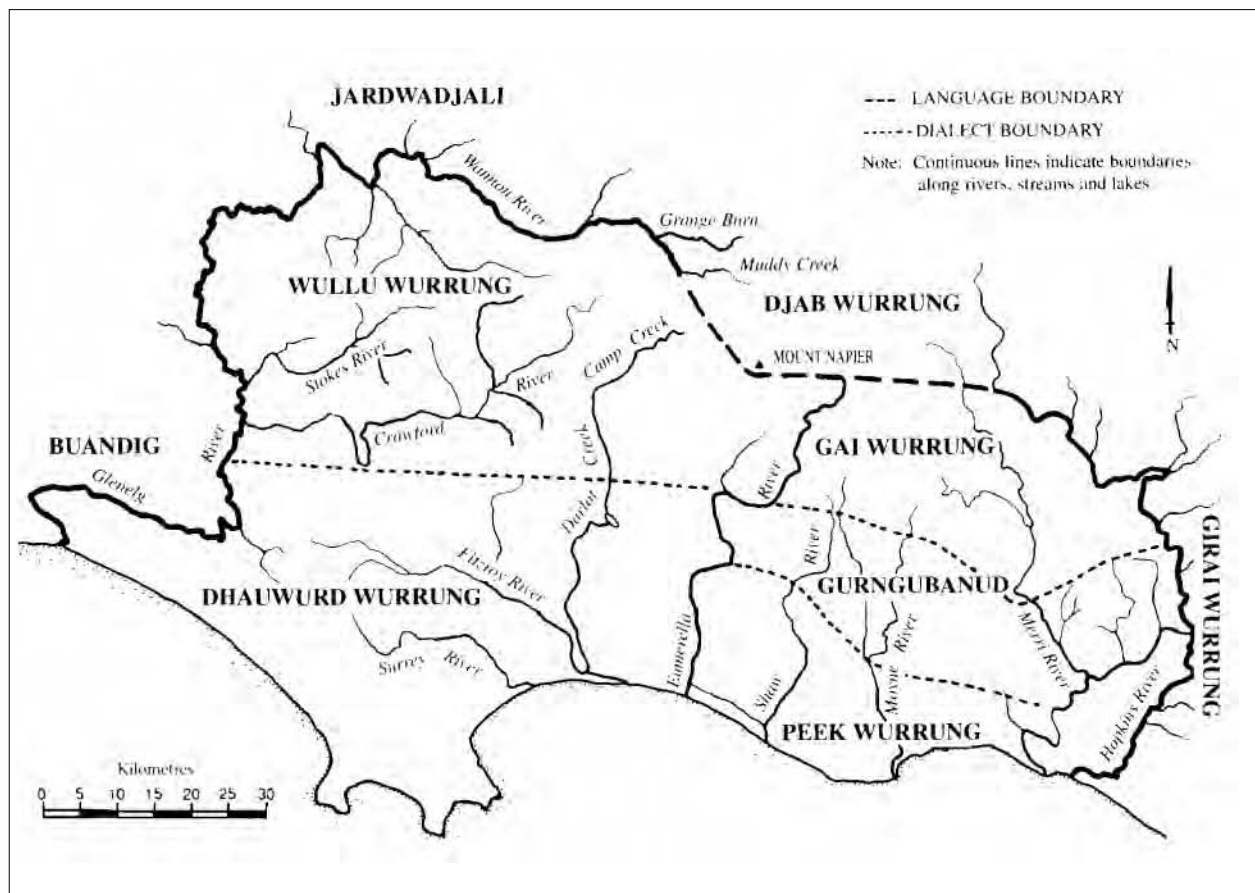 JARDWADJALI
LANGUAGE BOUNDARY
DIALECT BOUNDARY
Note: Continuous lines indicate boundaries
along rivers, streams and lakes
Wannon River
Grange Burn
Muddy Creek
WULLU WURRUNG
DJAB WURRUNG
N
MOUNT NAPIER
Stokes River
River
Camp Creek
Crawford
BUANDIG
River
Glenelg
GAI WURRUNG
River
Creek
Darlot
River
Fitzroy River
GURNGUBANUD
GIRAI WURRUNG
DHAUWURD WURRUNG
Surrey River
Eumerella
Shaw
Moyne River
Merri River
Hopkins River
PEEK WURRUNG
Kilometres
0 5 10 15 20 25 30